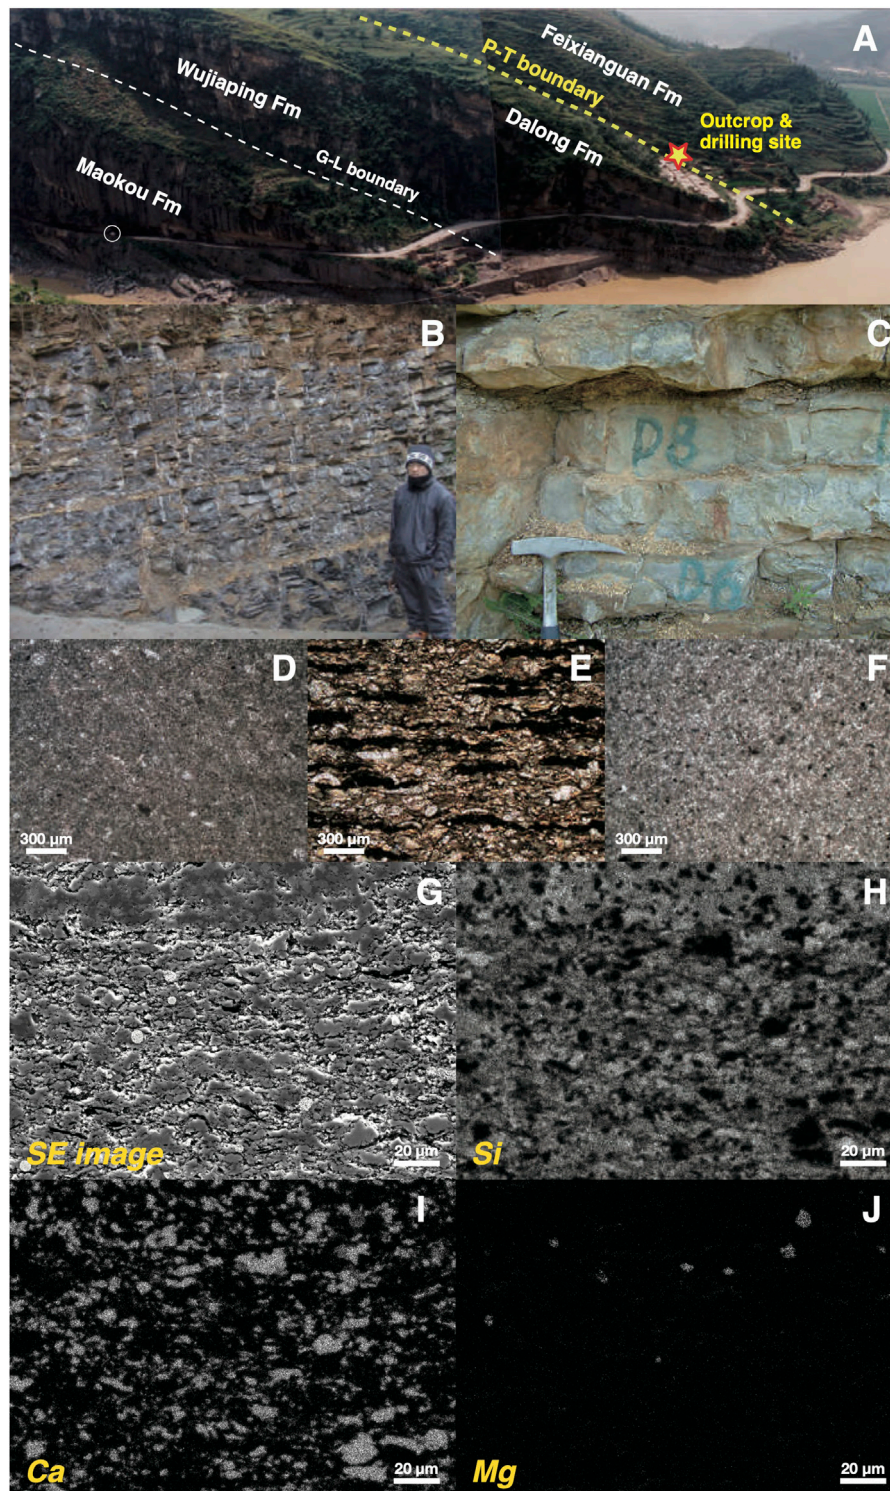 A
Feixianguan Fm
P-T boundary
Wujiaping Fm
Outcrop &
drilling site
Dalong Fm
G-L boundary
Maokou Fm
B
C
D8
D6
D
300 µm
E
300 µm
F
300 µm
G
SE image
20 µm
H
Si
20 µm
I
Ca
20 µm
J
Mg
20 µm